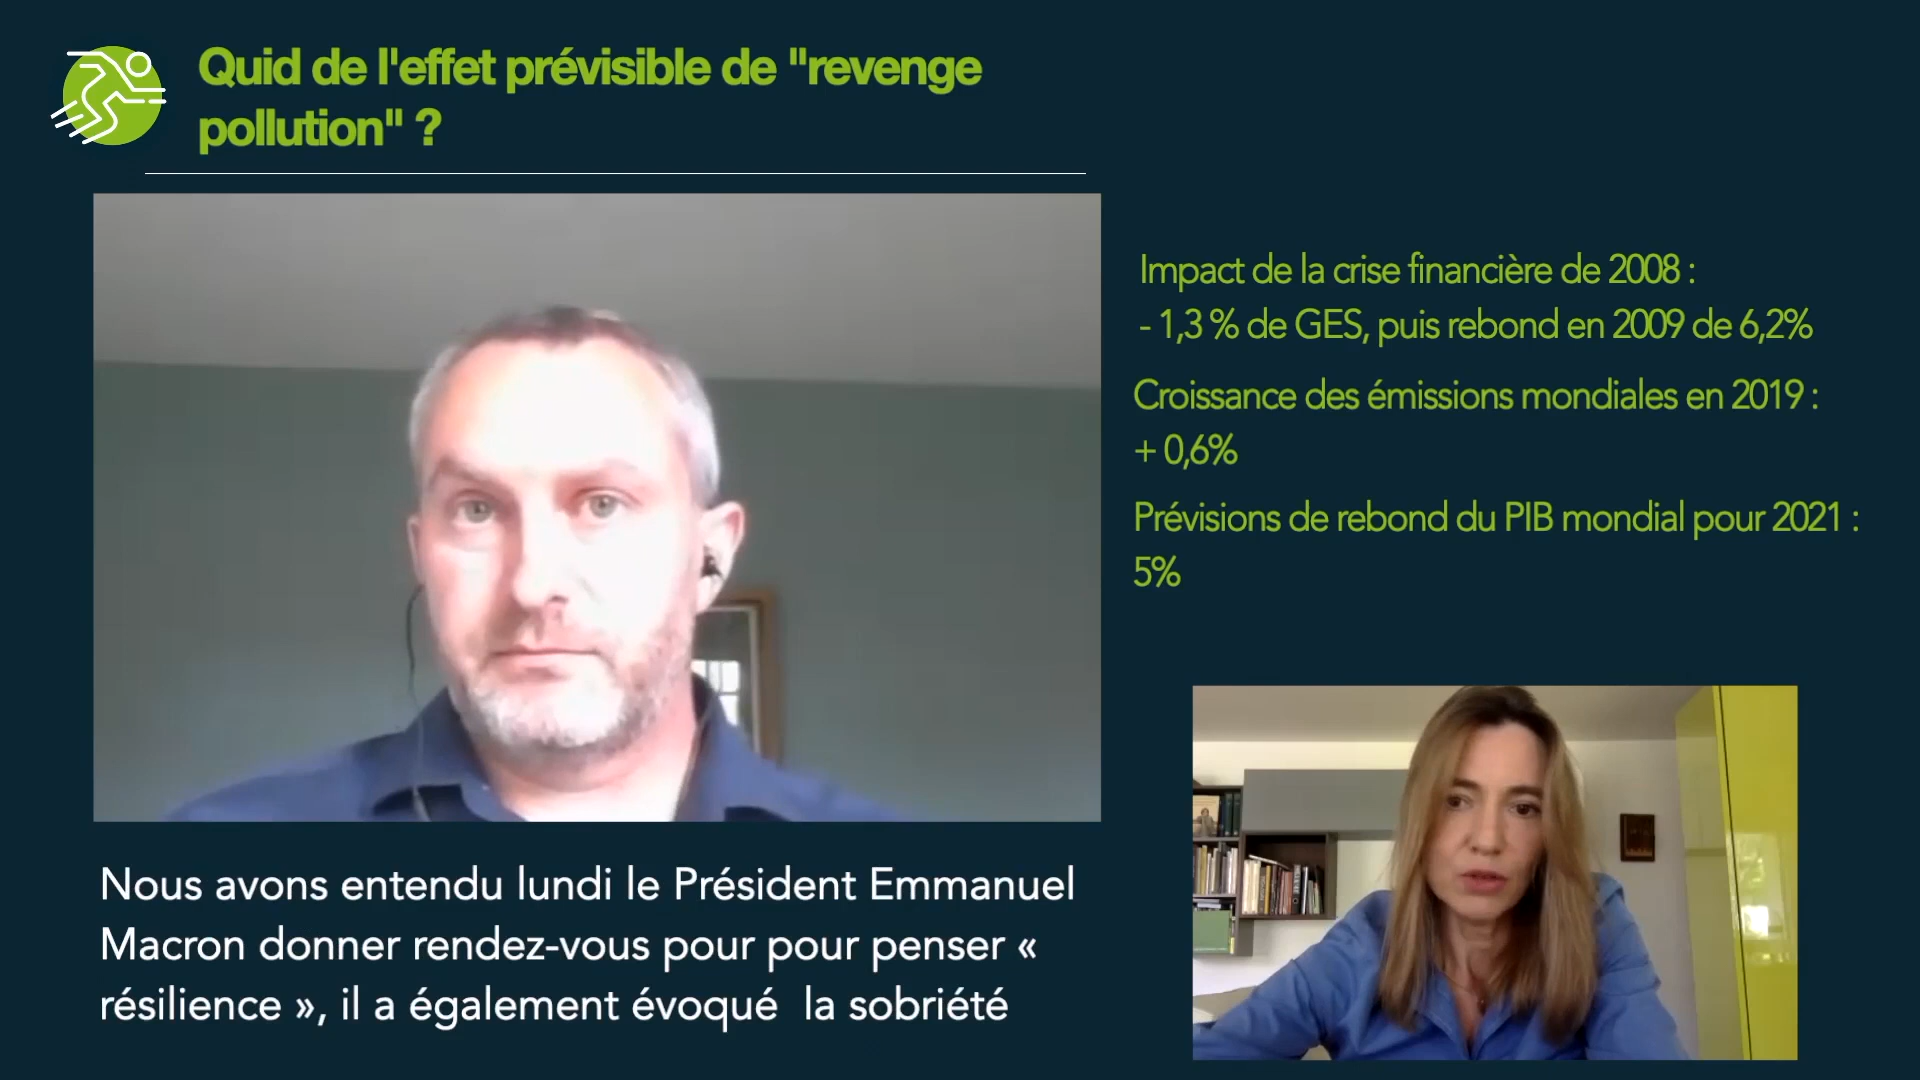 Quid de l'effet prévisible de "revenge
pollution" ?
Impact de la crise financière de 2008 :
- 1,3 % de GES, puis rebond en 2009 de 6,2%
Croissance des émissions mondiales en 2019 :
+ 0,6%
Prévisions de rebond du PIB mondial pour 2021 :
5%
Nous avons entendu lundi le Président Emmanuel
Macron donner rendez-vous pour pour penser «
résilience », il a également évoqué  la sobriété